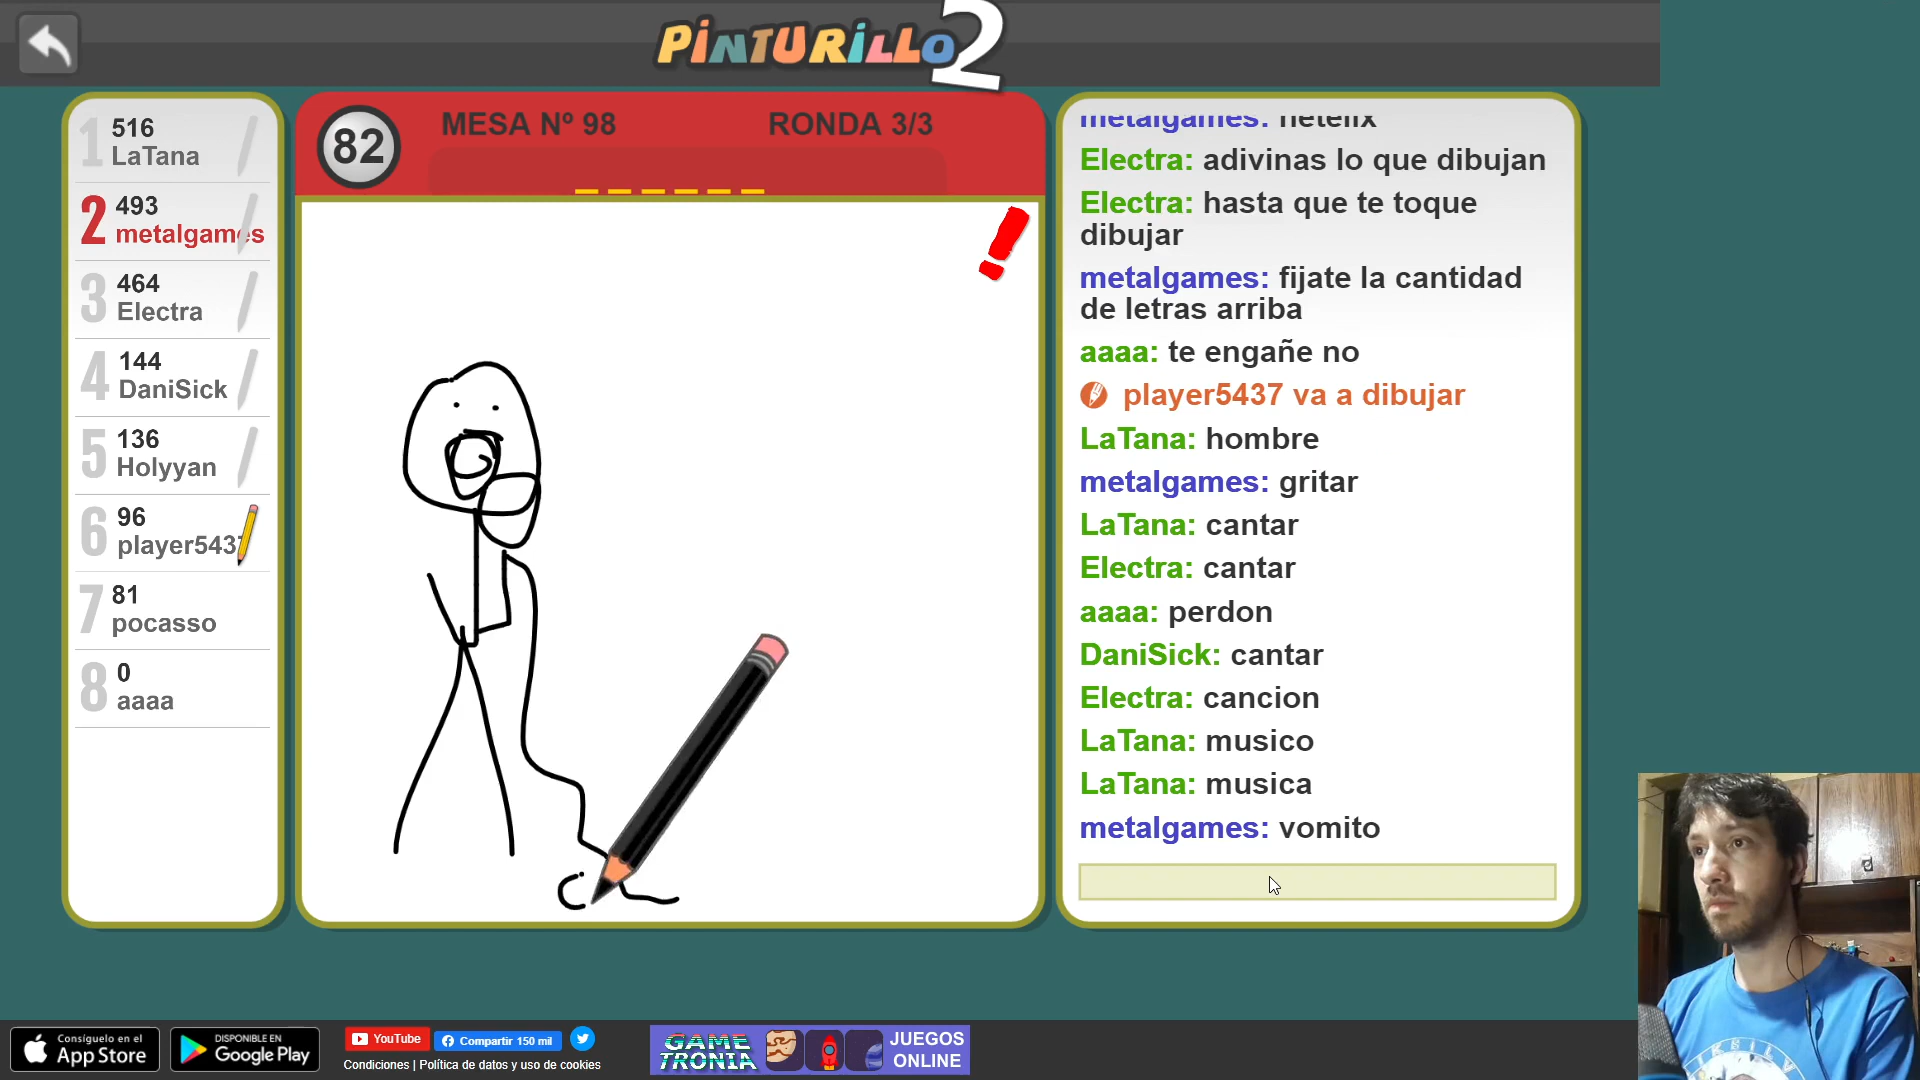 PINTURILLO 2
1 516
LaTana
2 493
metalgames
3 464
Electra
4 144
DaniSick
5 136
Holyyan
6 96
player5437
7 81
pocasso
8 0
aaaa
82
MESA Nº 98
RONDA 3/3
_ _ _ _ _ _
!
metalgames: netflix
Electra: adivinas lo que dibujan
Electra: hasta que te toque
dibujar
metalgames: fijate la cantidad
de letras arriba
aaaa: te engañe no
player5437 va a dibujar
LaTana: hombre
metalgames: gritar
LaTana: cantar
Electra: cantar
aaaa: perdon
DaniSick: cantar
Electra: cancion
LaTana: musico
LaTana: musica
metalgames: vomito
Consíguelo en el
App Store
DISPONIBLE EN
Google Play
YouTube
Compartir 150 mil
Condiciones | Política de datos y uso de cookies
GAME
TRONIA
JUEGOS
ONLINE